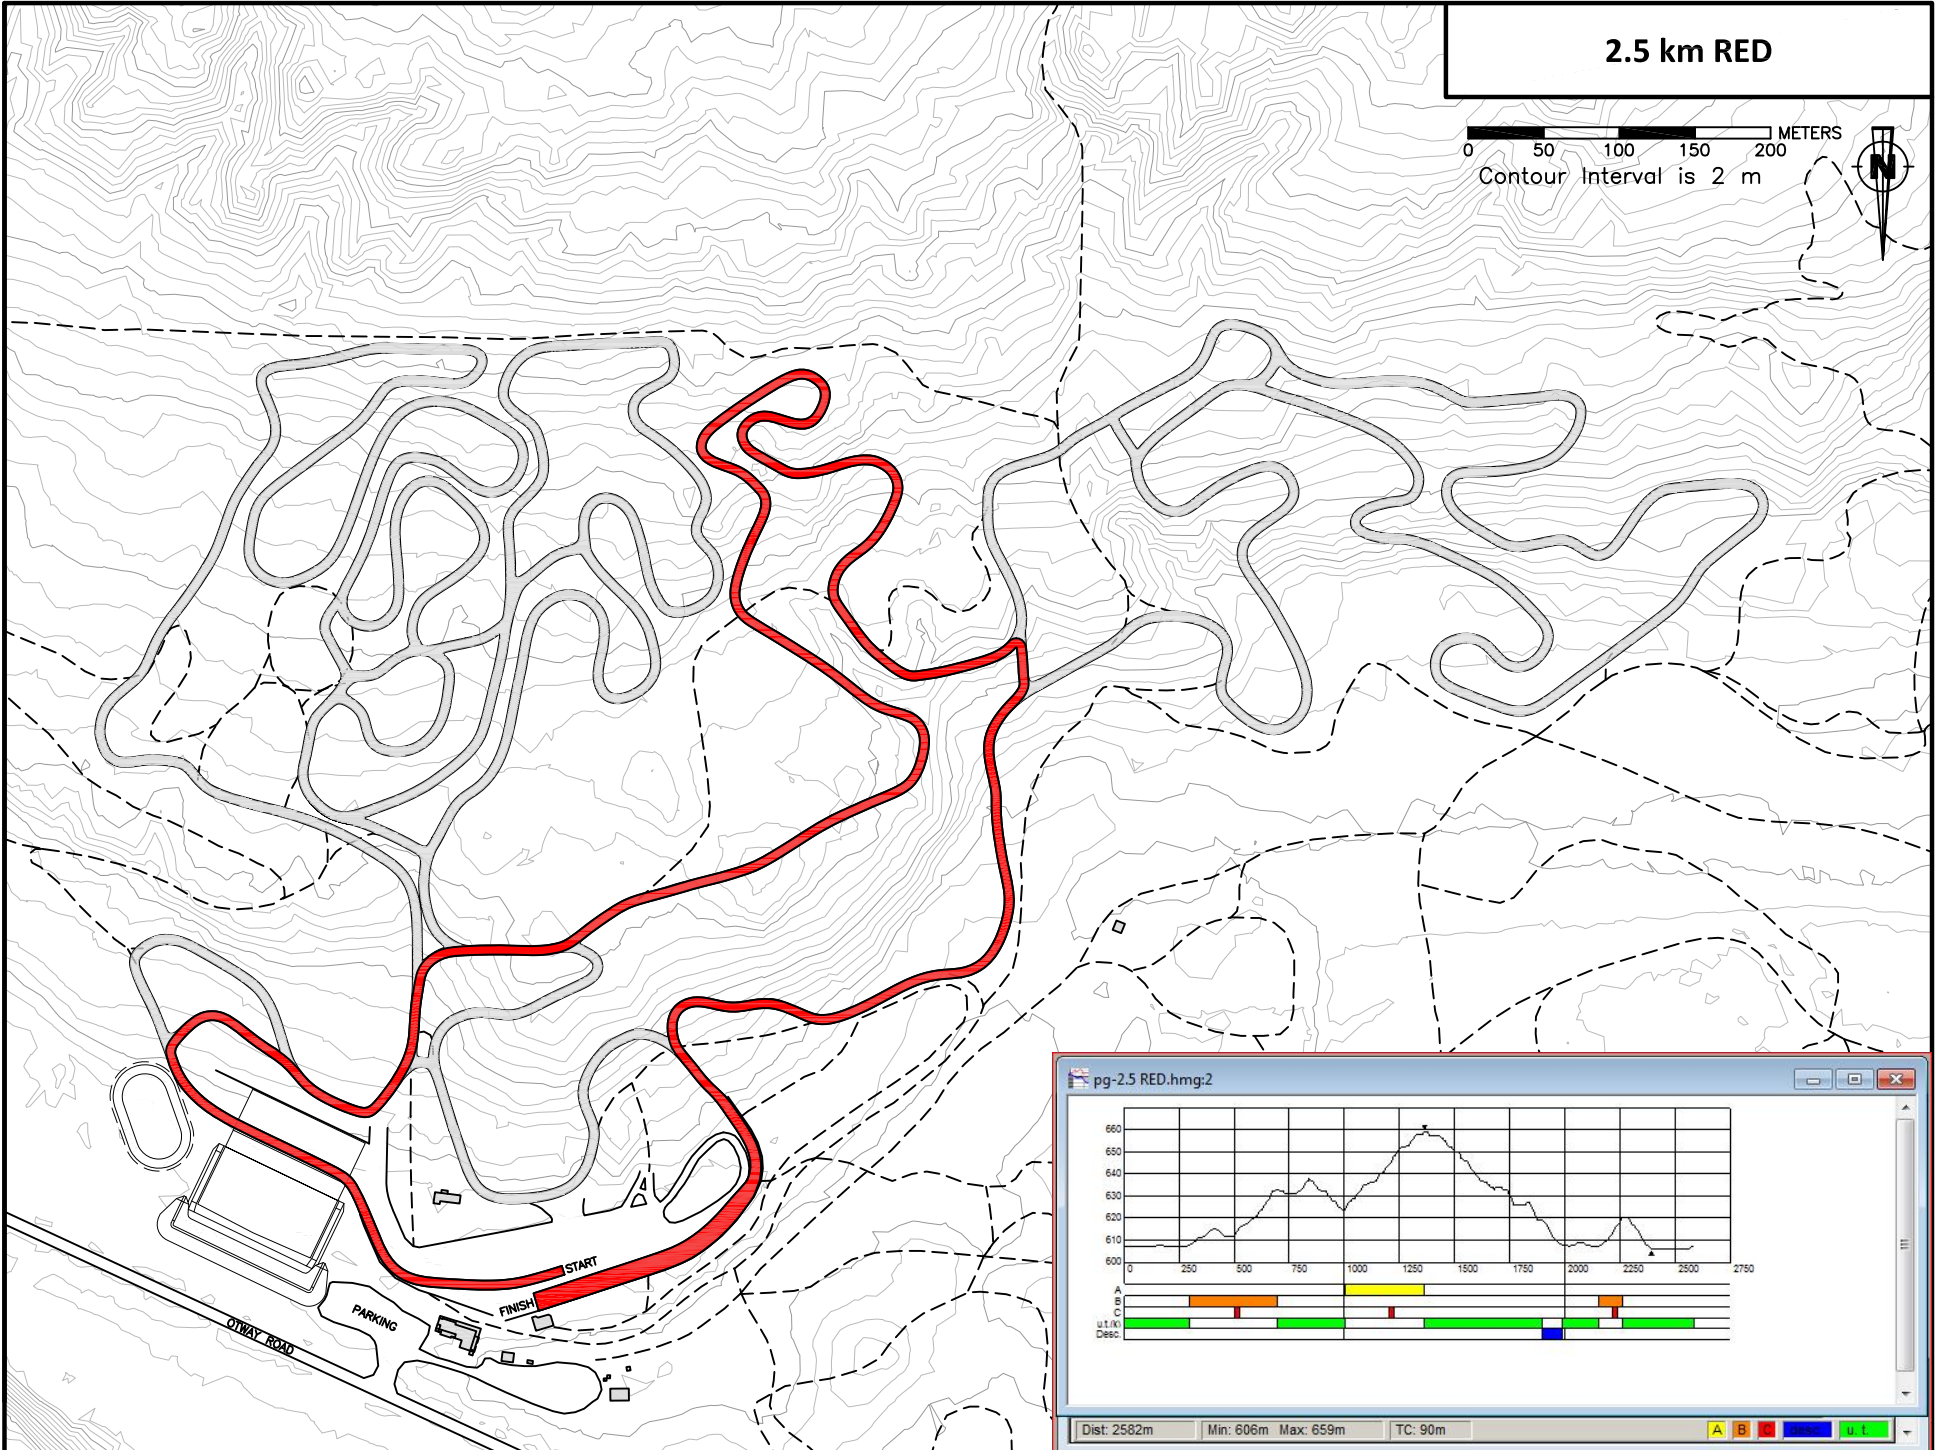 2.5 km RED
METERS
0 50 100 150 200
Contour Interval is 2 m
N
START
FINISH
PARKING
OTWAY ROAD
pg-2.5 RED.hmg:2
660
650
640
630
620
610
600
0 250 500 750 1000 1250 1500 1750 2000 2250 2500 2750
A
B
C
u.t.(k)
Desc.
Dist: 2582m Min: 606m Max: 659m TC: 90m A B C u. t.